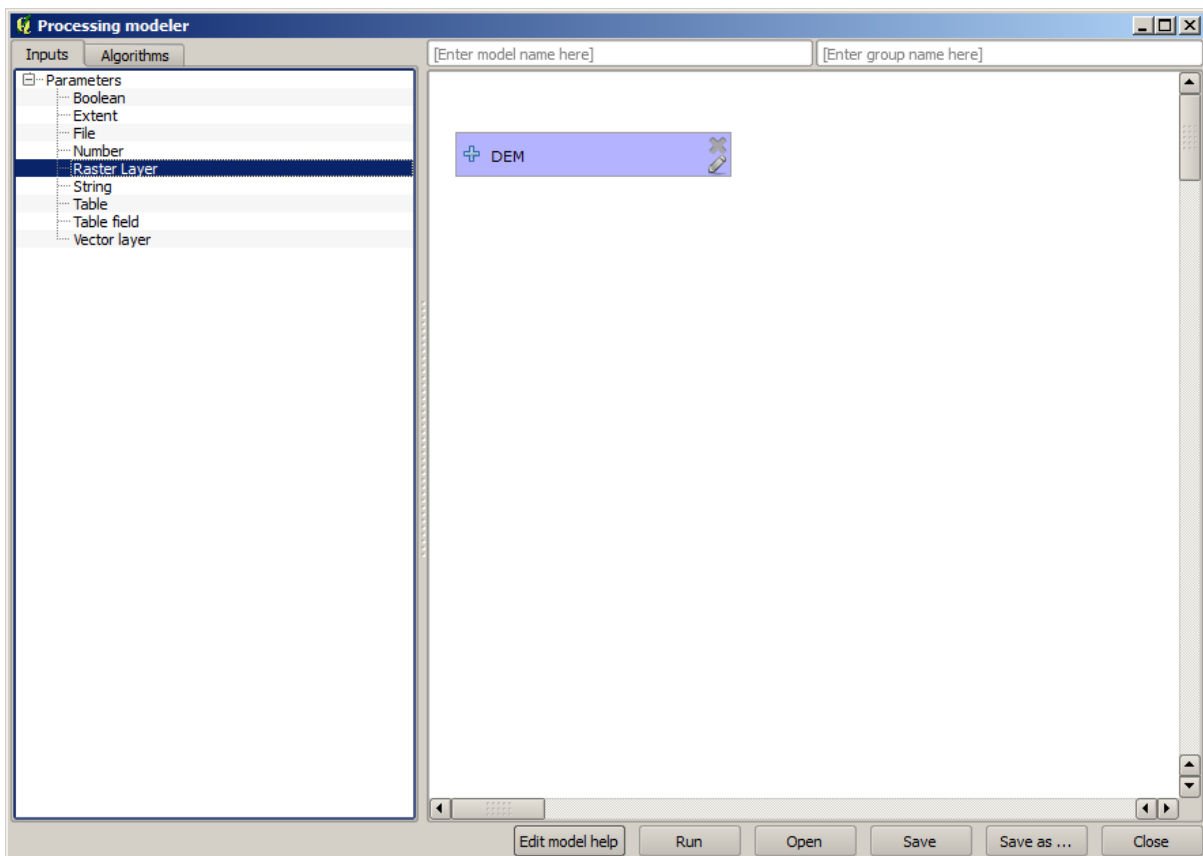 Processing modeler
Inputs Algorithms
[Enter model name here] [Enter group name here]
Parameters
Boolean
Extent
File
Number
Raster Layer
String
Table
Table field
Vector layer
DEM
Edit model help Run Open Save Save as ... Close